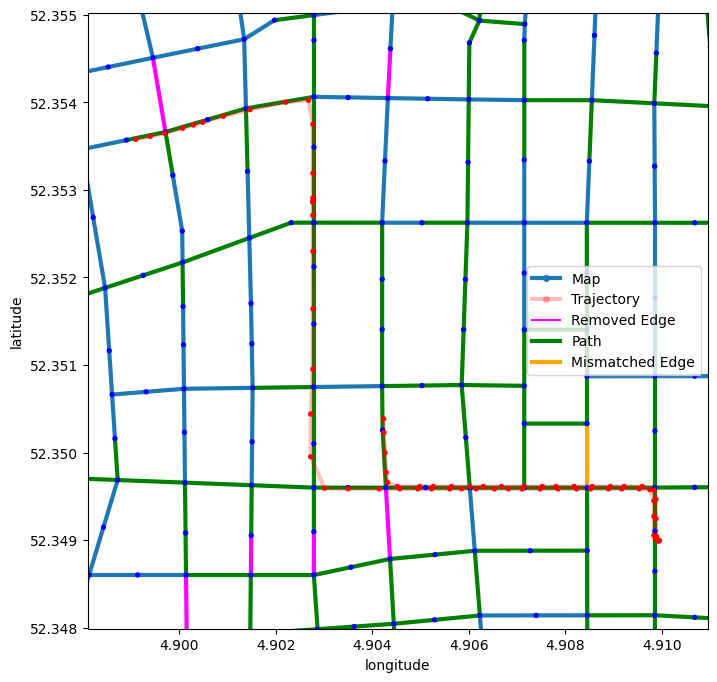 52.355
52.354
52.353
52.352
52.351
52.350
52.349
52.348
latitude
Map
Trajectory
Removed Edge
Path
Mismatched Edge
4.900 4.902 4.904 4.906 4.908 4.910
longitude